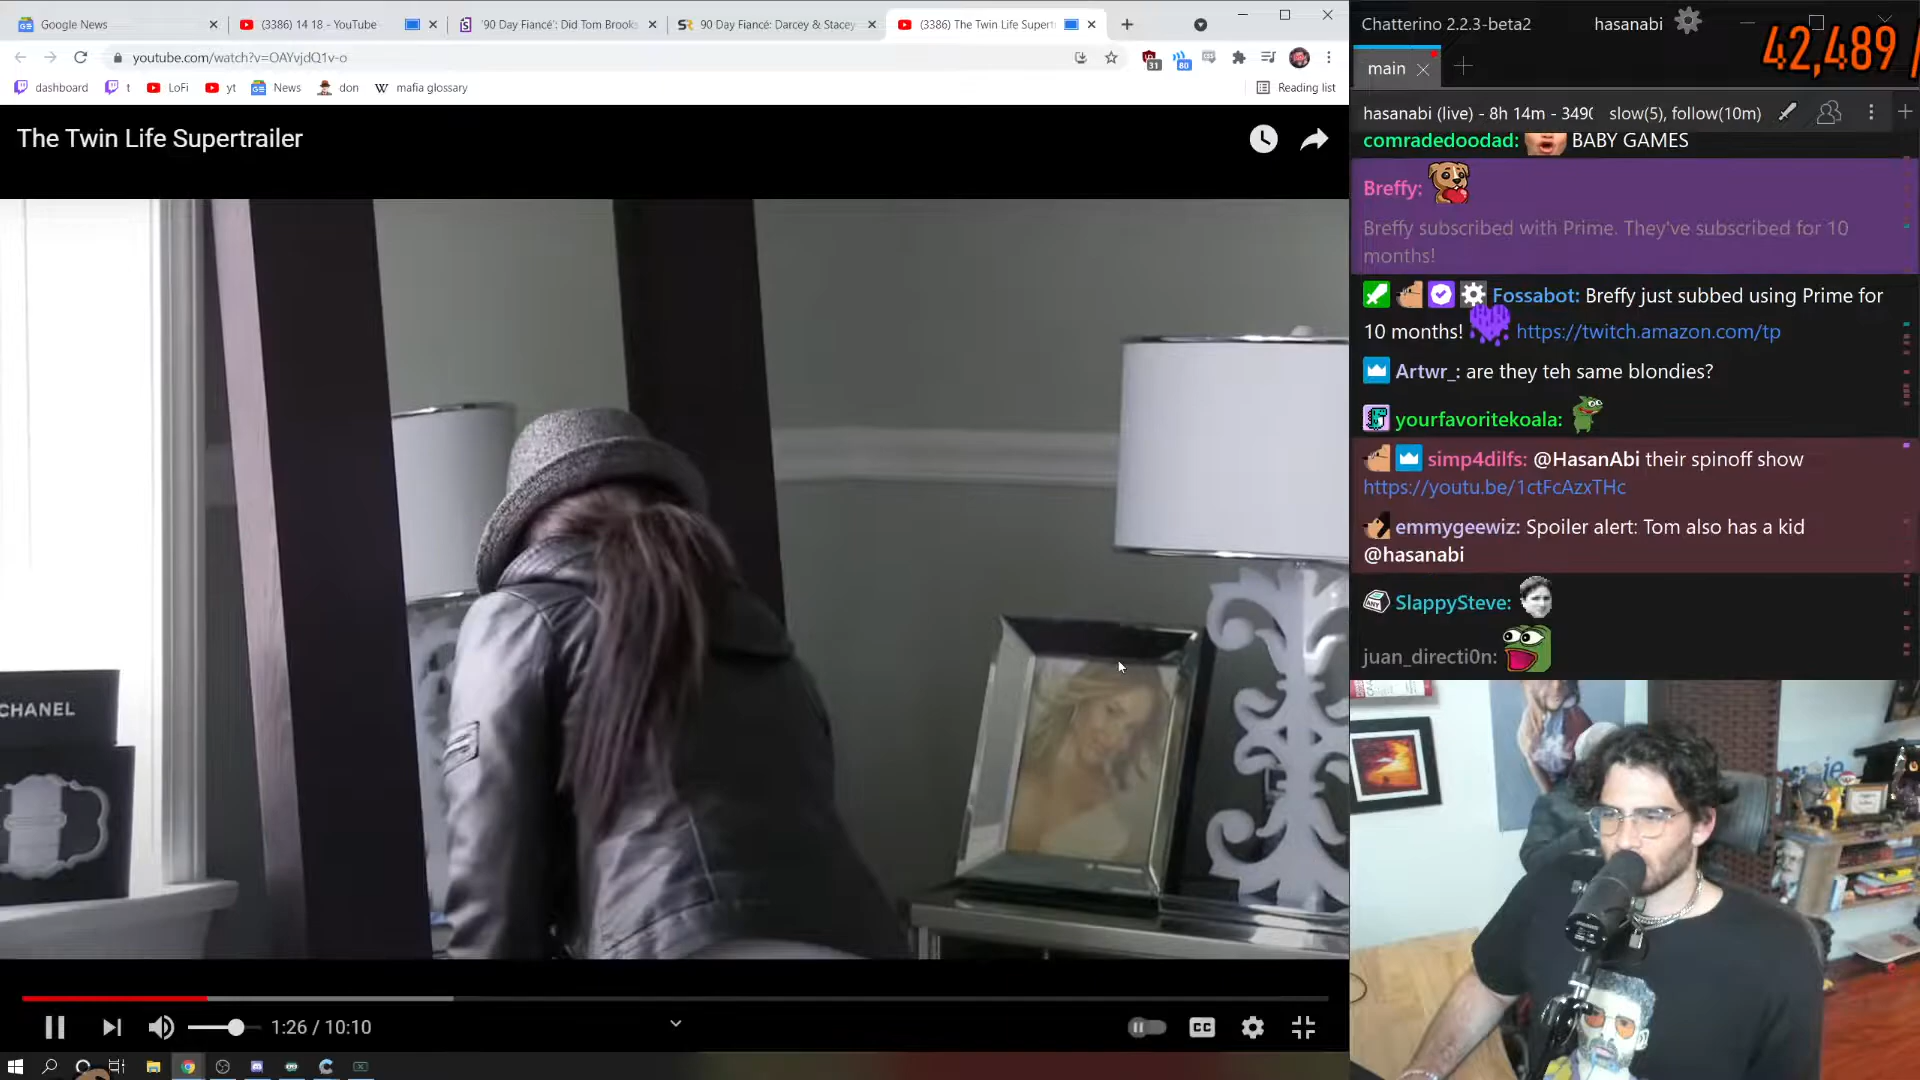 Google News
(3386) 14 18 - YouTube
'90 Day Fiancé': Did Tom Brooks
90 Day Fiancé: Darcey & Stacey
(3386) The Twin Life Supert
youtube.com/watch?v=OAYvjdQ1v-o
31
80
dashboard
t
LoFi
yt
News
don
W mafia glossary
Reading list
The Twin Life Supertrailer
CHANEL
1:26 / 10:10
CC
Chatterino 2.2.3-beta2
hasanabi
42,489 /
main
hasanabi (live) - 8h 14m - 349(
slow(5), follow(10m)
comradedoodad: BABY GAMES
Breffy:
Breffy subscribed with Prime. They've subscribed for 10
months!
Fossabot: Breffy just subbed using Prime for
10 months! https://twitch.amazon.com/tp
Artwr_: are they teh same blondies?
yourfavoritekoala:
simp4dilfs: @HasanAbi their spinoff show
https://youtu.be/1ctFcAzxTHc
emmygeewiz: Spoiler alert: Tom also has a kid
@hasanabi
SlappySteve:
juan_directi0n: